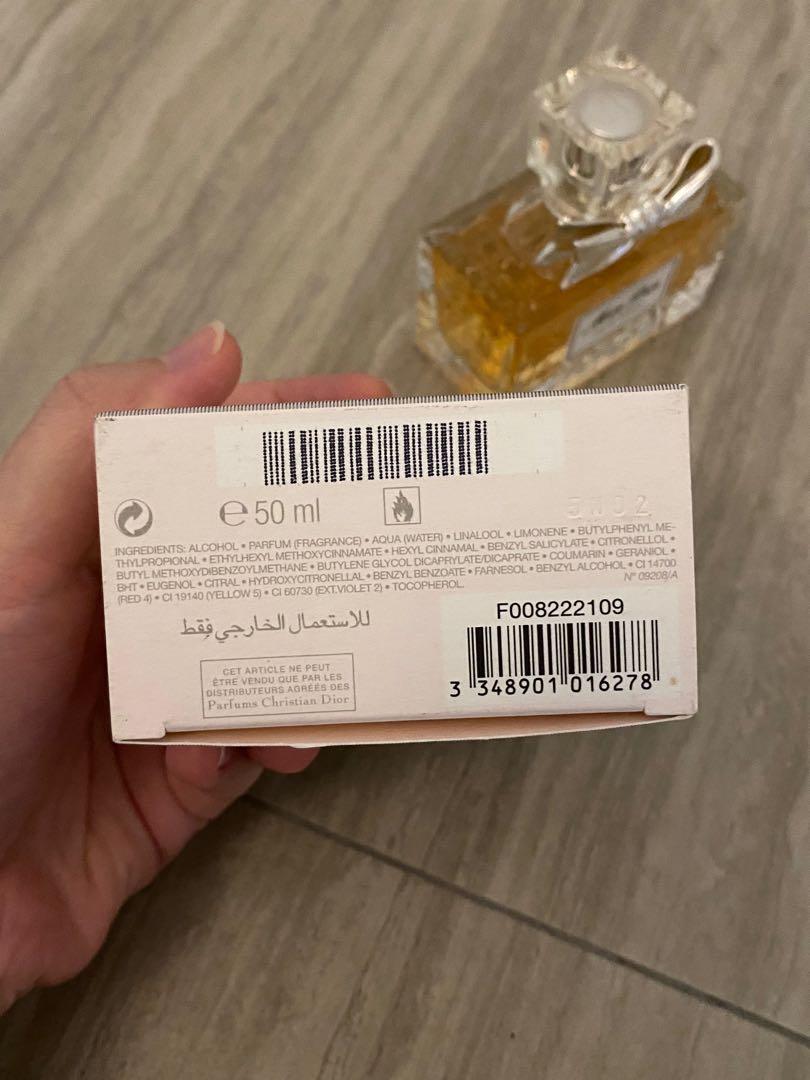 e 50 ml
INGREDIENTS: ALCOHOL • PARFUM (FRAGRANCE) • AQUA (WATER) • LINALOOL • LIMONENE • BUTYLPHENYL ME-
THYLPROPIONAL • ETHYLHEXYL METHOXYCINNAMATE • HEXYL CINNAMAL • BENZYL SALICYLATE • CITRONELLOL •
BUTYL METHOXYDIBENZOYLMETHANE • BUTYLENE GLYCOL DICAPRYLATE/DICAPRATE • COUMARIN • GERANIOL •
BHT • EUGENOL • CITRAL • HYDROXYCITRONELLAL • BENZYL BENZOATE • FARNESOL • BENZYL ALCOHOL • CI 14700
(RED 4) • CI 19140 (YELLOW 5) • CI 60730 (EXT.VIOLET 2) • TOCOPHEROL.
N° 09208/A
للاستعمال الخارجي فقط
F008222109
3 348901 016278
CET ARTICLE NE PEUT
ÊTRE VENDU QUE PAR LES
DISTRIBUTEURS AGRÉÉS DES
Parfums Christian Dior